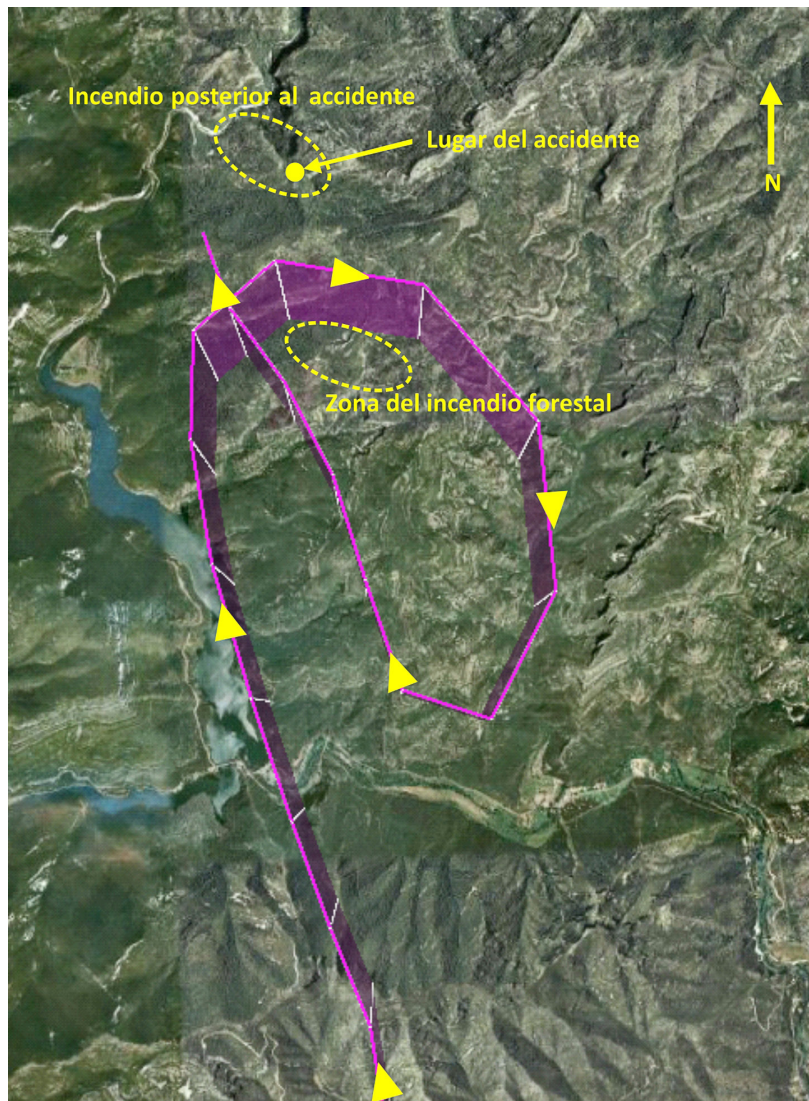 Incendio posterior al accidente
Lugar del accidente
N
Zona del incendio forestal